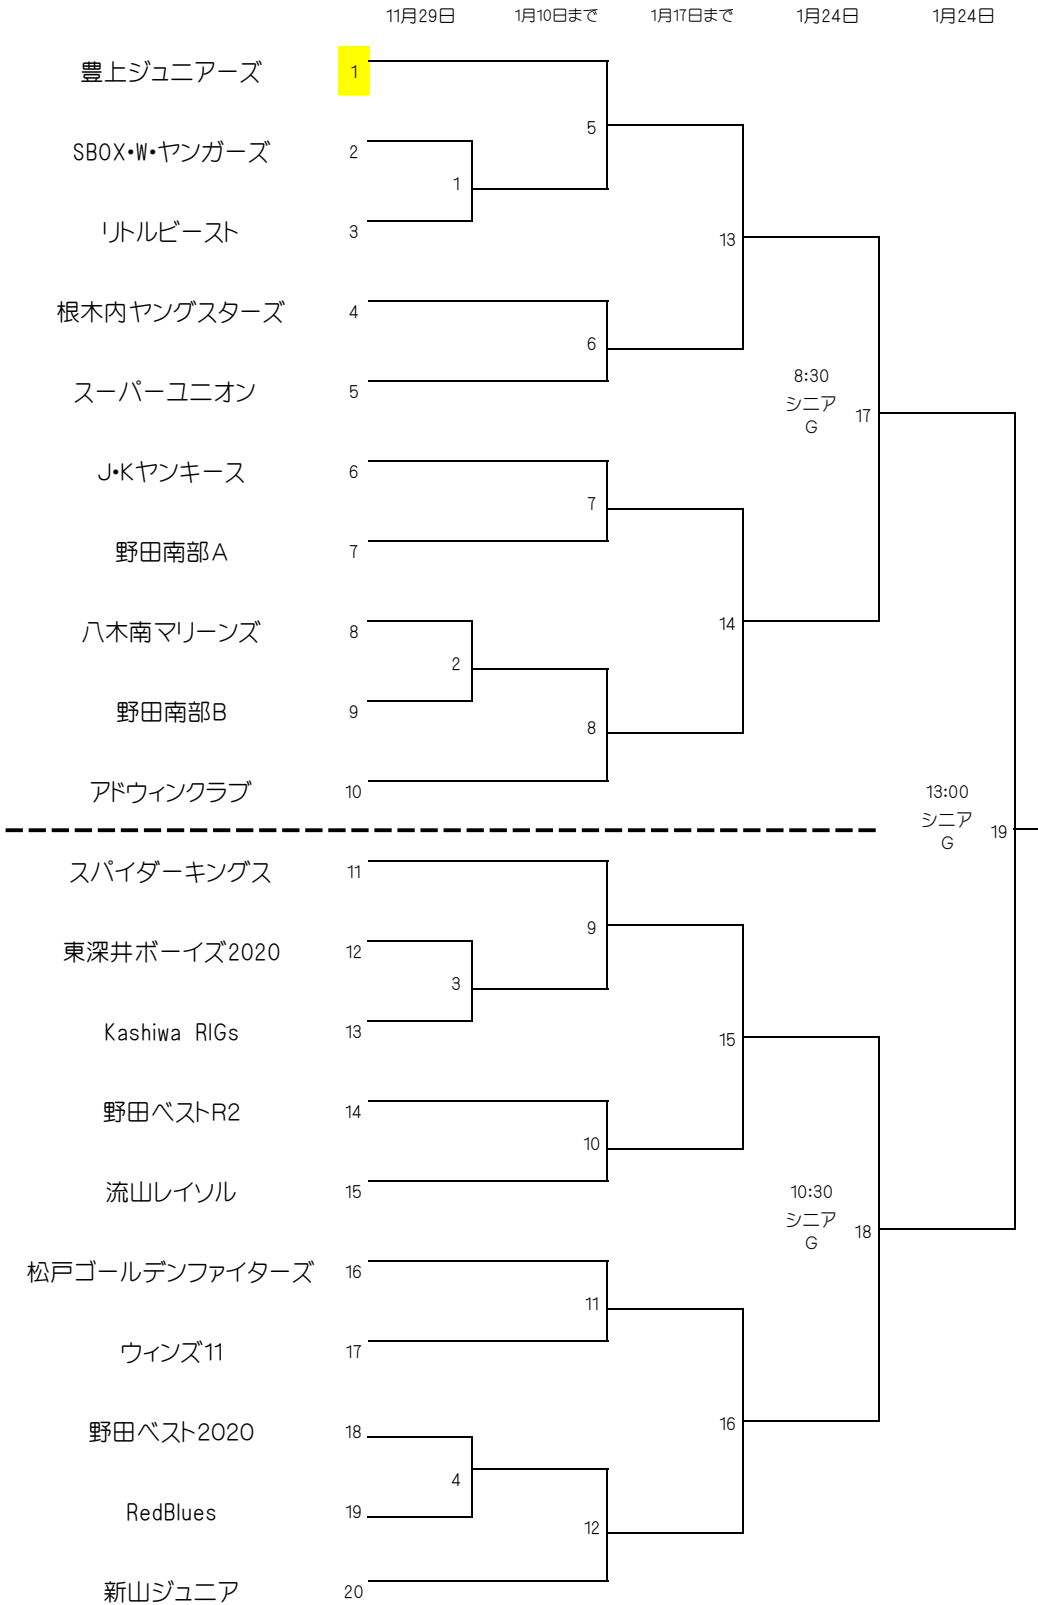 11月29日 1月10日まで 1月17日まで 1月24日 1月24日
豊上ジュニアーズ 1
5
SBOX・W・ヤンガーズ 2
1
リトルビースト 3
13
根木内ヤングスターズ 4
6
8:30
シニア
G
スーパーユニオン 5
17
J・Kヤンキース 6
7
野田南部A 7
八木南マリーンズ 8
14
2
野田南部B 9
8
アドウィンクラブ 10
13:00
シニア
G
19
スパイダーキングス 11
9
東深井ボーイズ2020 12
3
Kashiwa RIGs 13
15
野田ベストR2 14
10
流山レイソル 15
10:30
シニア
G
18
松戸ゴールデンファイターズ 16
11
ウィンズ11 17
野田ベスト2020 18
16
4
RedBlues 19
12
新山ジュニア 20